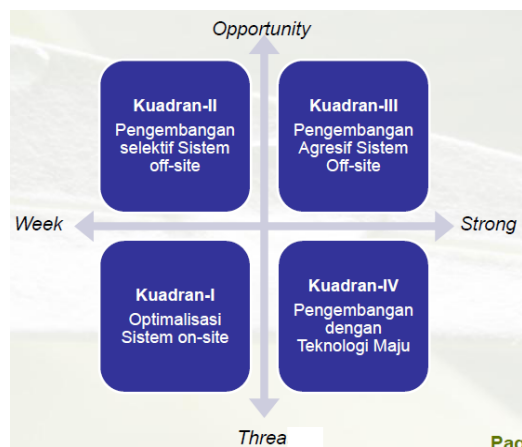 Opportunity
Kuadran-II
Pengembangan
selektif Sistem
off-site
Kuadran-III
Pengembangan
Agresif Sistem
Off-site
Week
Strong
Kuadran-I
Optimalisasi
Sistem on-site
Kuadran-IV
Pengembangan
dengan
Teknologi Maju
Threa
Pad